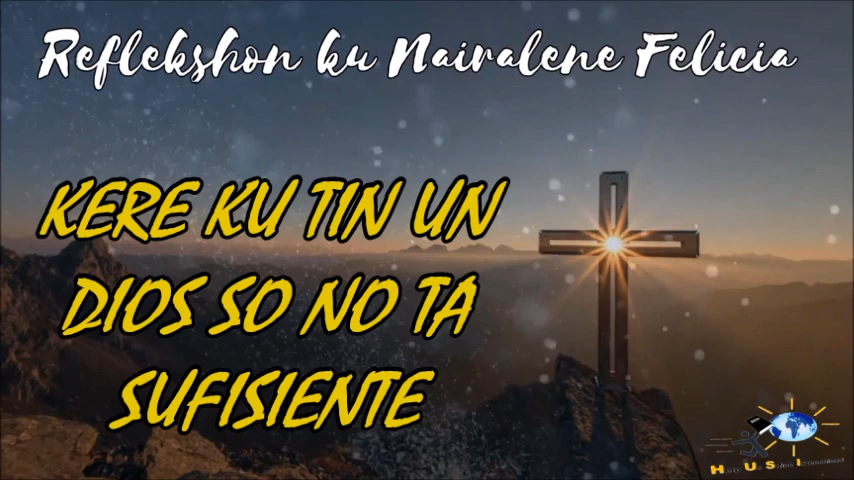 Reflekshon ku Nairalene Felicia
KERE KU TIN UN
DIOS SO NO TA
SUFISIENTE
H U S I